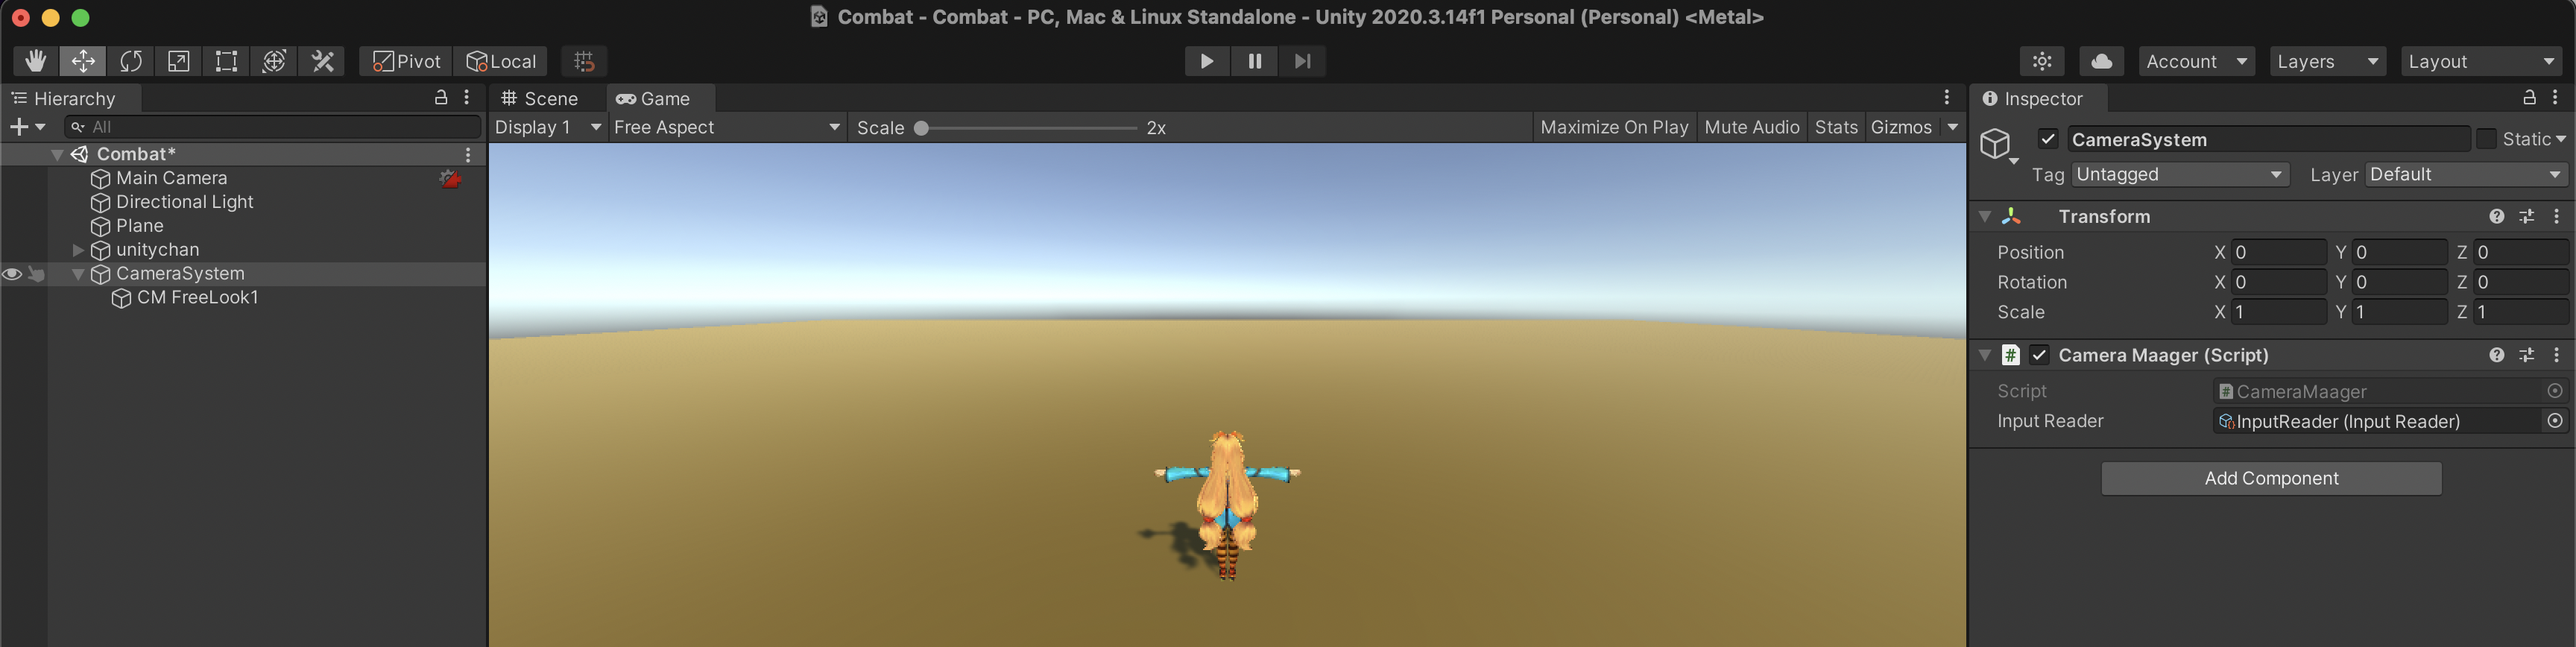 Combat - Combat - PC, Mac & Linux Standalone - Unity 2020.3.14f1 Personal (Personal) <Metal>
Pivot Local Account Layers Layout
Hierarchy
All
Combat*
Main Camera
Directional Light
Plane
unitychan
CameraSystem
CM FreeLook1
Scene Game
Display 1 Free Aspect Scale 2x Maximize On Play Mute Audio Stats Gizmos
Inspector
CameraSystem Static
Tag Untagged Layer Default
Transform
Position X 0 Y 0 Z 0
Rotation X 0 Y 0 Z 0
Scale X 1 Y 1 Z 1
# Camera Maager (Script)
Script # CameraMaager
Input Reader InputReader (Input Reader)
Add Component